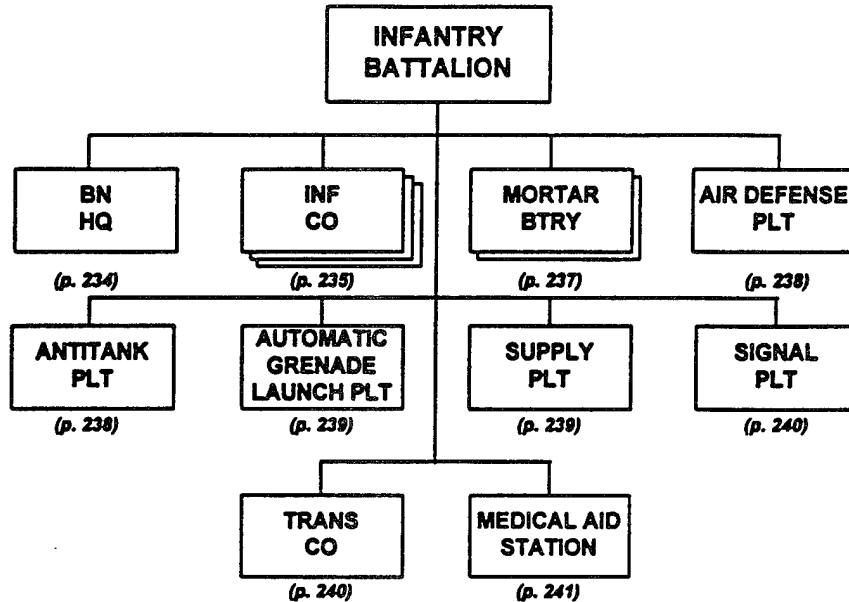 INFANTRY
BATTALION
BN
HQ
(p. 234)
INF
CO
(p. 235)
MORTAR
BTRY
(p. 237)
AIR DEFENSE
PLT
(p. 238)
ANTITANK
PLT
(p. 238)
AUTOMATIC
GRENADE
LAUNCH PLT
(p. 239)
SUPPLY
PLT
(p. 239)
SIGNAL
PLT
(p. 240)
TRANS
CO
(p. 240)
MEDICAL AID
STATION
(p. 241)